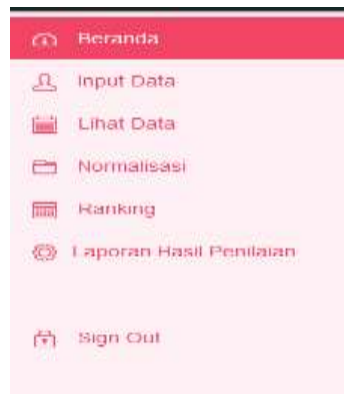 Beranda
Input Data
Lihat Data
Normalisasi
Ranking
Laporan Hasil Penilaian
Sign Out